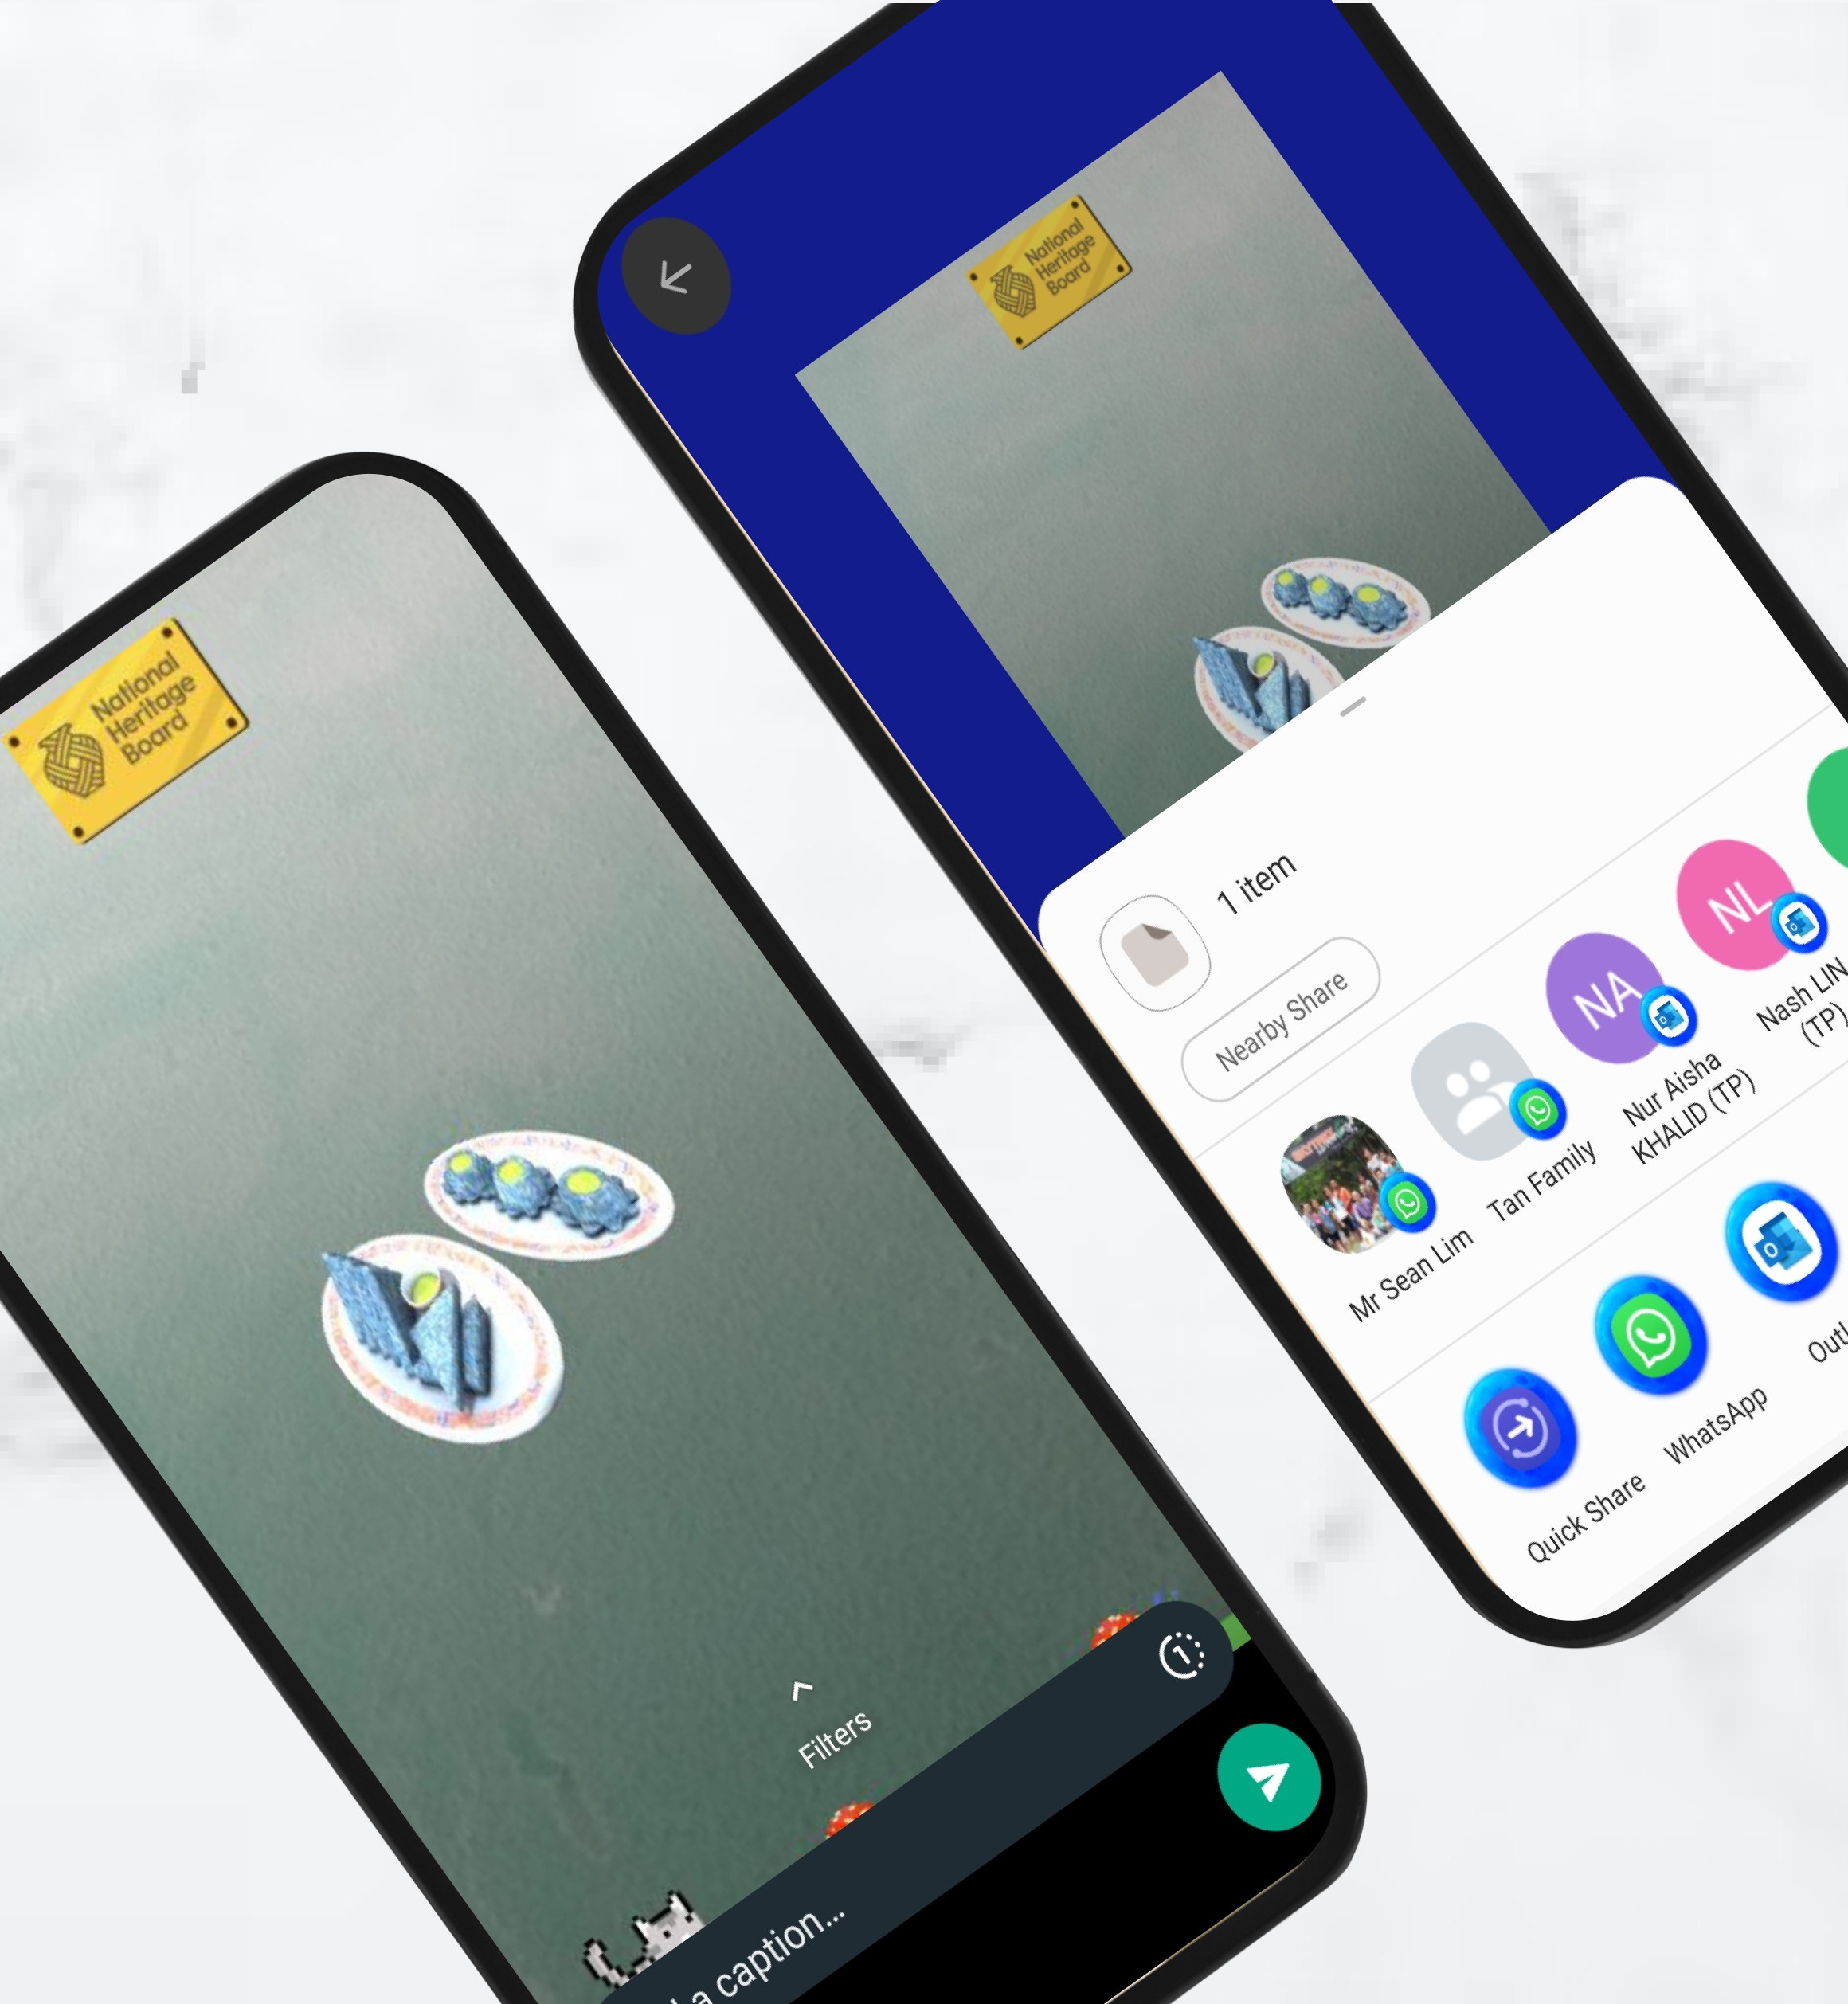 National
Heritage
Board
Filters
a caption...
1
National
Heritage
Board
1 item
Nearby Share
Mr Sean Lim
Tan Family
NA
Nur Aisha
KHALID (TP)
NL
Nash LIN
(TP)
Quick Share
WhatsApp
Outl